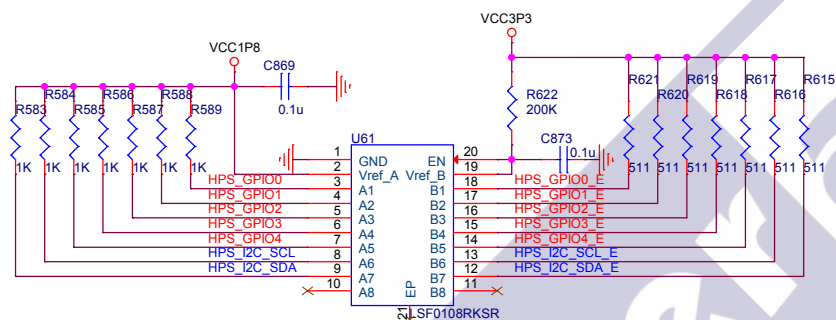 VCC3P3
VCC1P8
C869
0.1u
R583
R584
R585
R586
R587
R588
R589
1K
1K
1K
1K
1K
1K
1K
R622
200K
R621
R620
R619
R618
R617
R616
R615
511
511
511
511
511
511
511
C873
0.1u
U61
1 GND EN 20
2 Vref_A Vref_B 19
HPS_GPIO0 3 A1 B1 18 HPS_GPIO0_E
HPS_GPIO1 4 A2 B2 17 HPS_GPIO1_E
HPS_GPIO2 5 A3 B3 16 HPS_GPIO2_E
HPS_GPIO3 6 A4 B4 15 HPS_GPIO3_E
HPS_GPIO4 7 A5 B5 14 HPS_GPIO4_E
HPS_I2C_SCL 8 A6 B6 13 HPS_I2C_SCL_E
HPS_I2C_SDA 9 A7 B7 12 HPS_I2C_SDA_E
10 A8 B8 11
EP
21
LSF0108RKSR